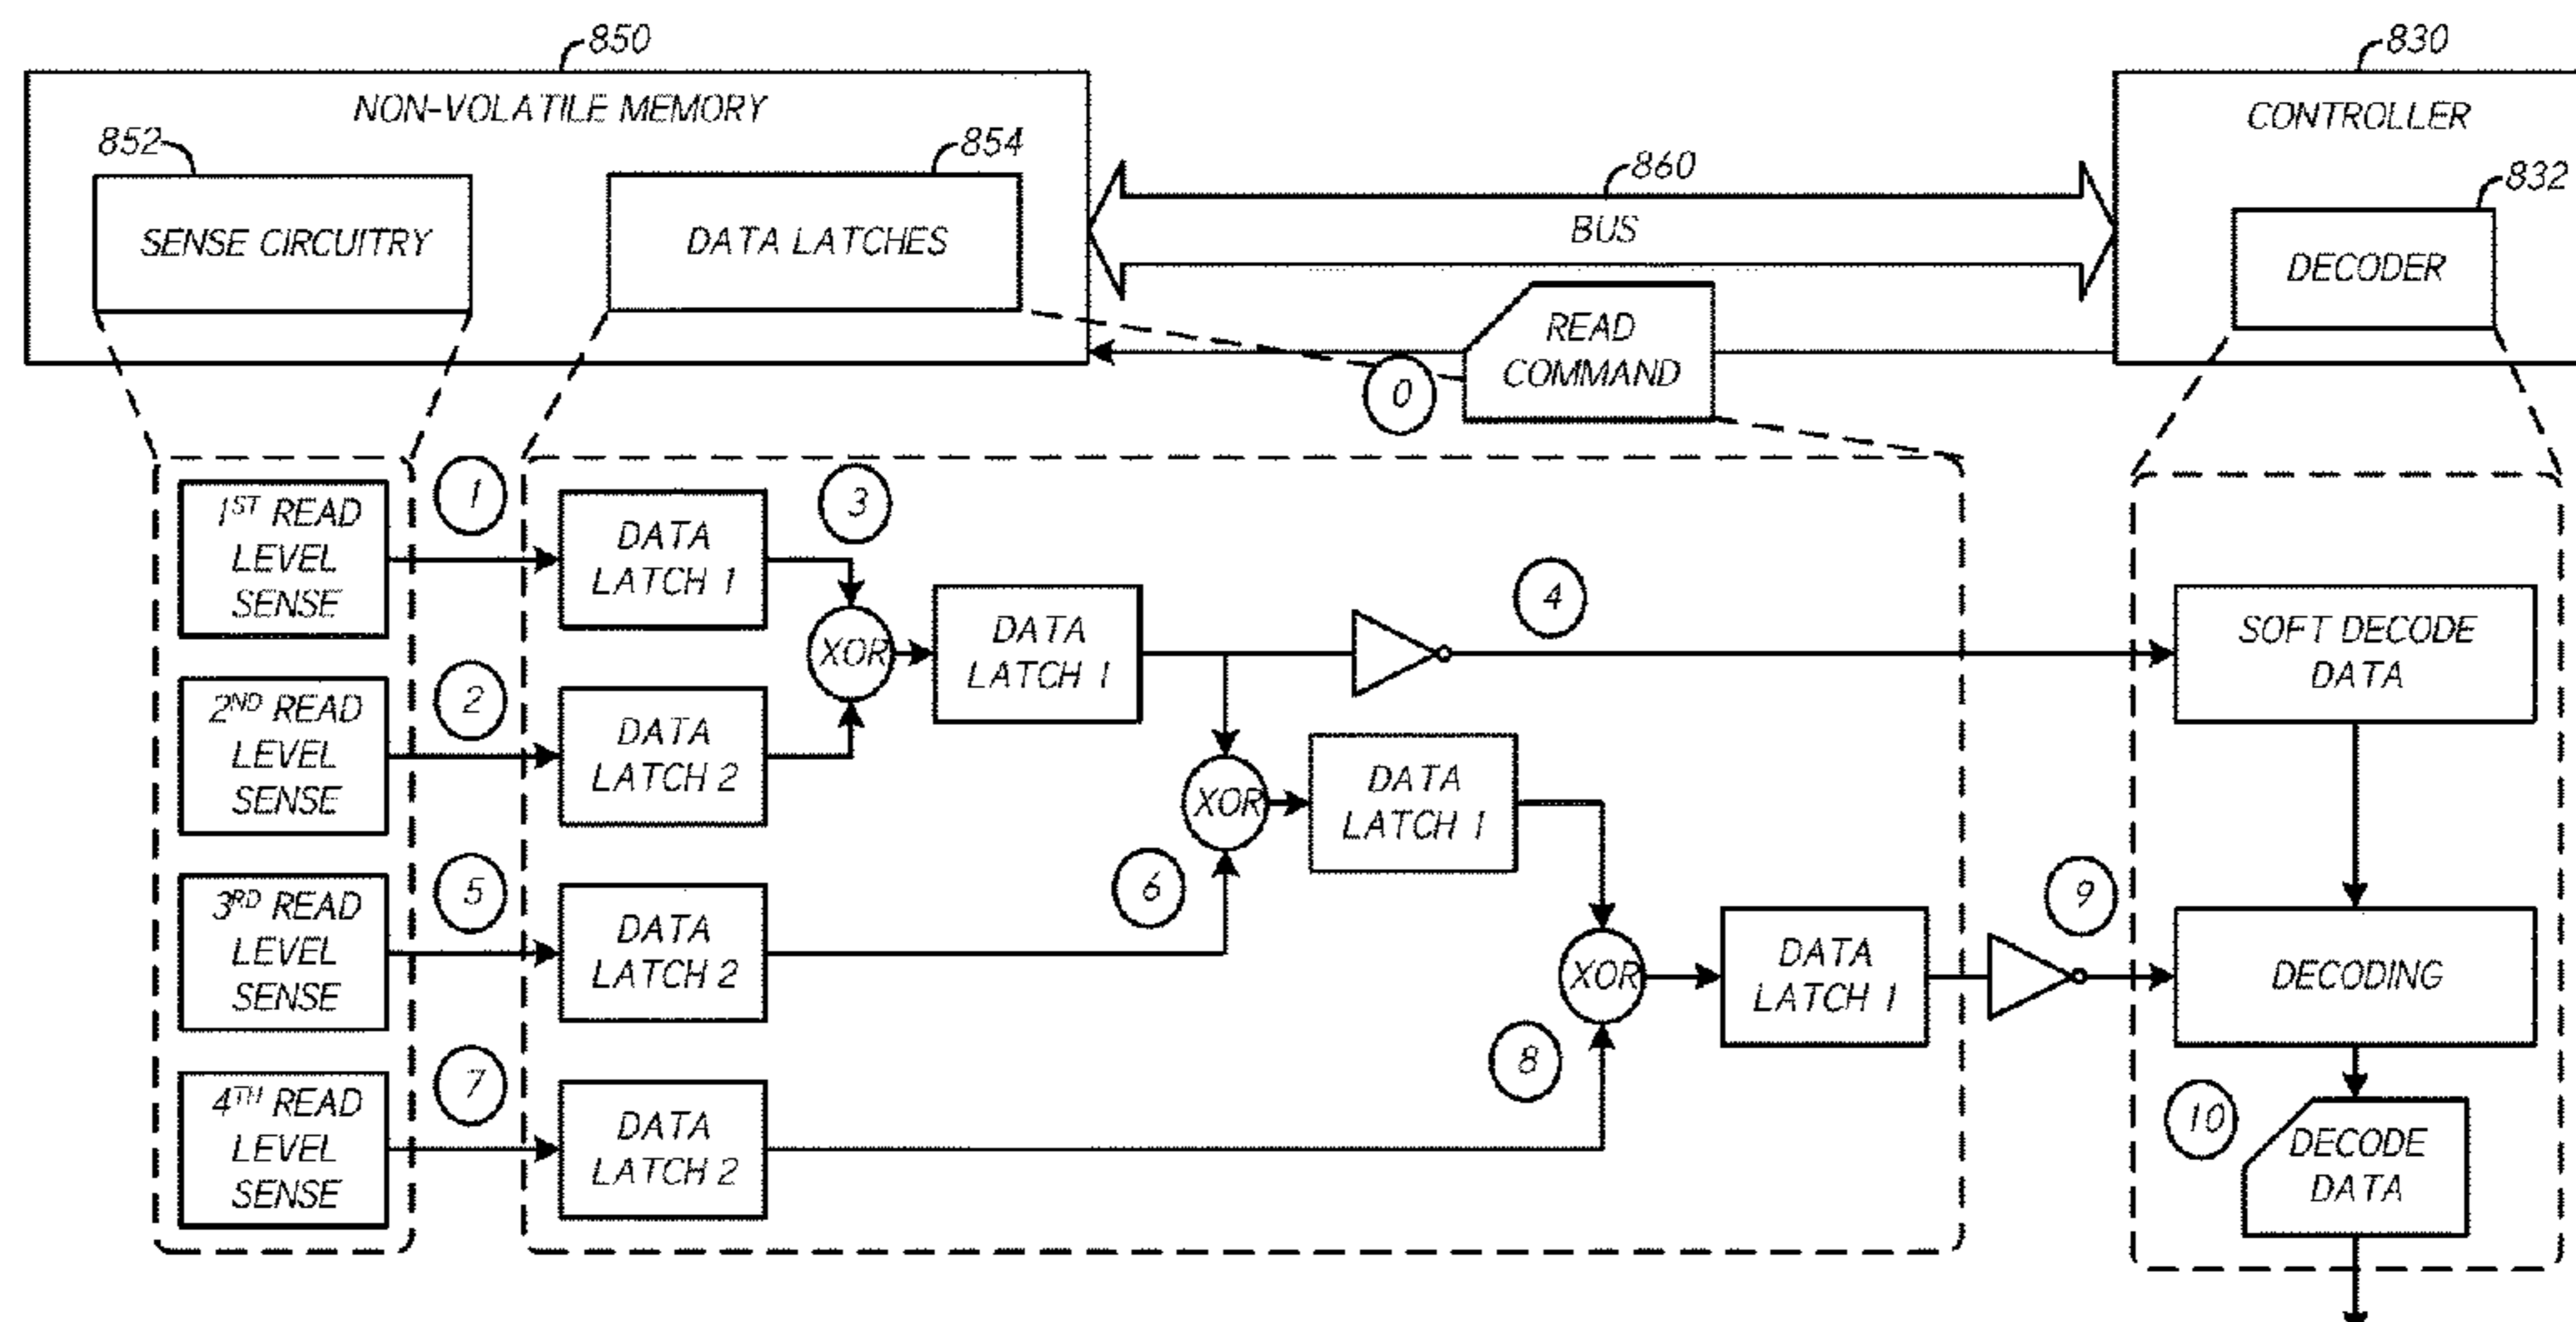 850
830
NON-VOLATILE MEMORY
CONTROLLER
852
854
860
832
SENSE CIRCUITRY
DATA LATCHES
BUS
DECODER
READ
COMMAND
0
1ST READ
LEVEL
SENSE
1
DATA
LATCH 1
3
XOR
DATA
LATCH 1
4
SOFT DECODE
DATA
2ND READ
LEVEL
SENSE
2
DATA
LATCH 2
XOR
DATA
LATCH 1
3RD READ
LEVEL
SENSE
5
DATA
LATCH 2
6
XOR
DATA
LATCH 1
9
DECODING
4TH READ
LEVEL
SENSE
7
DATA
LATCH 2
8
10
DECODE
DATA